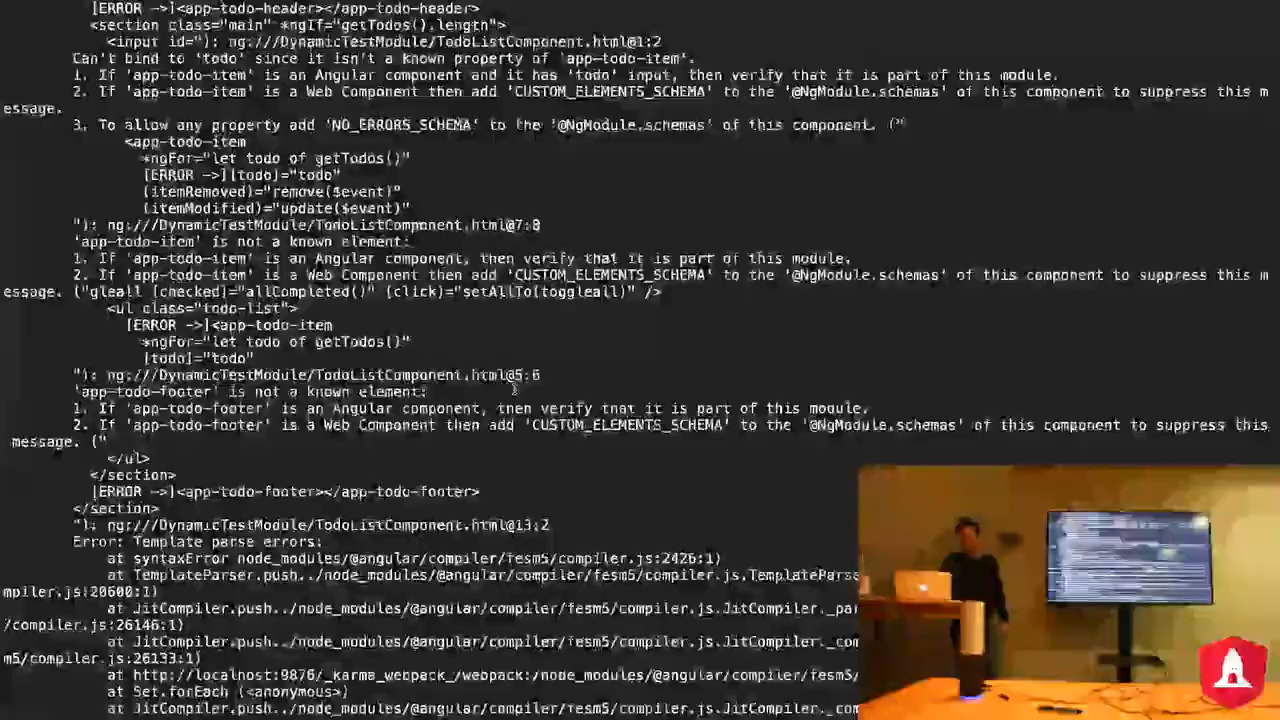 [ERROR ->]<app-todo-header></app-todo-header>
<section class="main" *ngIf="getTodos().length">
<input id="): ng:///DynamicTestModule/TodoListComponent.html@1:2
Can't bind to 'todo' since it isn't a known property of 'app-todo-item'.
1. If 'app-todo-item' is an Angular component and it has 'todo' input, then verify that it is part of this module.
2. If 'app-todo-item' is a Web Component then add 'CUSTOM_ELEMENTS_SCHEMA' to the '@NgModule.schemas' of this component to suppress this m
essage.
3. To allow any property add 'NO_ERRORS_SCHEMA' to the '@NgModule.schemas' of this component. ("
<app-todo-item
*ngFor="let todo of getTodos()"
[ERROR ->][todo]="todo"
(itemRemoved)="remove($event)"
(itemModified)="update($event)"
"): ng:///DynamicTestModule/TodoListComponent.html@7:8
'app-todo-item' is not a known element:
1. If 'app-todo-item' is an Angular component, then verify that it is part of this module.
2. If 'app-todo-item' is a Web Component then add 'CUSTOM_ELEMENTS_SCHEMA' to the '@NgModule.schemas' of this component to suppress this m
essage. ("gleall [checked]="allCompleted()" (click)="setAllTo(toggleall)" />
<ul class="todo-list">
[ERROR ->]<app-todo-item
*ngFor="let todo of getTodos()"
[todo]="todo"
"): ng:///DynamicTestModule/TodoListComponent.html@5:6
'app-todo-footer' is not a known element:
1. If 'app-todo-footer' is an Angular component, then verify that it is part of this module.
2. If 'app-todo-footer' is a Web Component then add 'CUSTOM_ELEMENTS_SCHEMA' to the '@NgModule.schemas' of this component to suppress this
message. ("
</ul>
</section>
[ERROR ->]<app-todo-footer></app-todo-footer>
</section>
"): ng:///DynamicTestModule/TodoListComponent.html@13:2
Error: Template parse errors:
at syntaxError node_modules/@angular/compiler/fesm5/compiler.js:2426:1)
at TemplateParser.push../node_modules/@angular/compiler/fesm5/compiler.js.TemplateParse
mpiler.js:20600:1)
at JitCompiler.push../node_modules/@angular/compiler/fesm5/compiler.js.JitCompiler._pa
/compiler.js:26146:1)
at JitCompiler.push../node_modules/@angular/compiler/fesm5/compiler.js.JitCompiler._com
m5/compiler.js:26133:1)
at http://localhost:9876/_karma_webpack_/webpack:/node_modules/@angular/compiler/fesm5/
at Set.forEach (<anonymous>)
at JitCompiler.push../node_modules/@angular/compiler/fesm5/compiler.js.JitCompiler._com